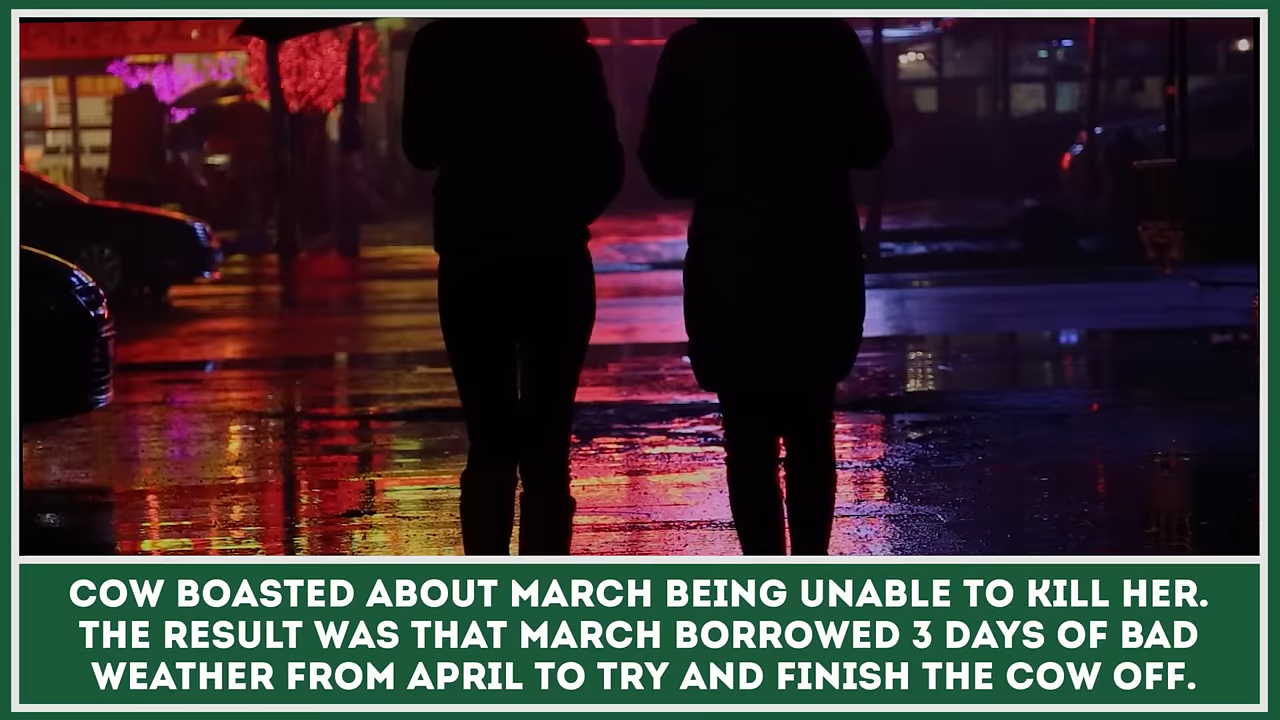 COW BOASTED ABOUT MARCH BEING UNABLE TO KILL HER.
THE RESULT WAS THAT MARCH BORROWED 3 DAYS OF BAD
WEATHER FROM APRIL TO TRY AND FINISH THE COW OFF.